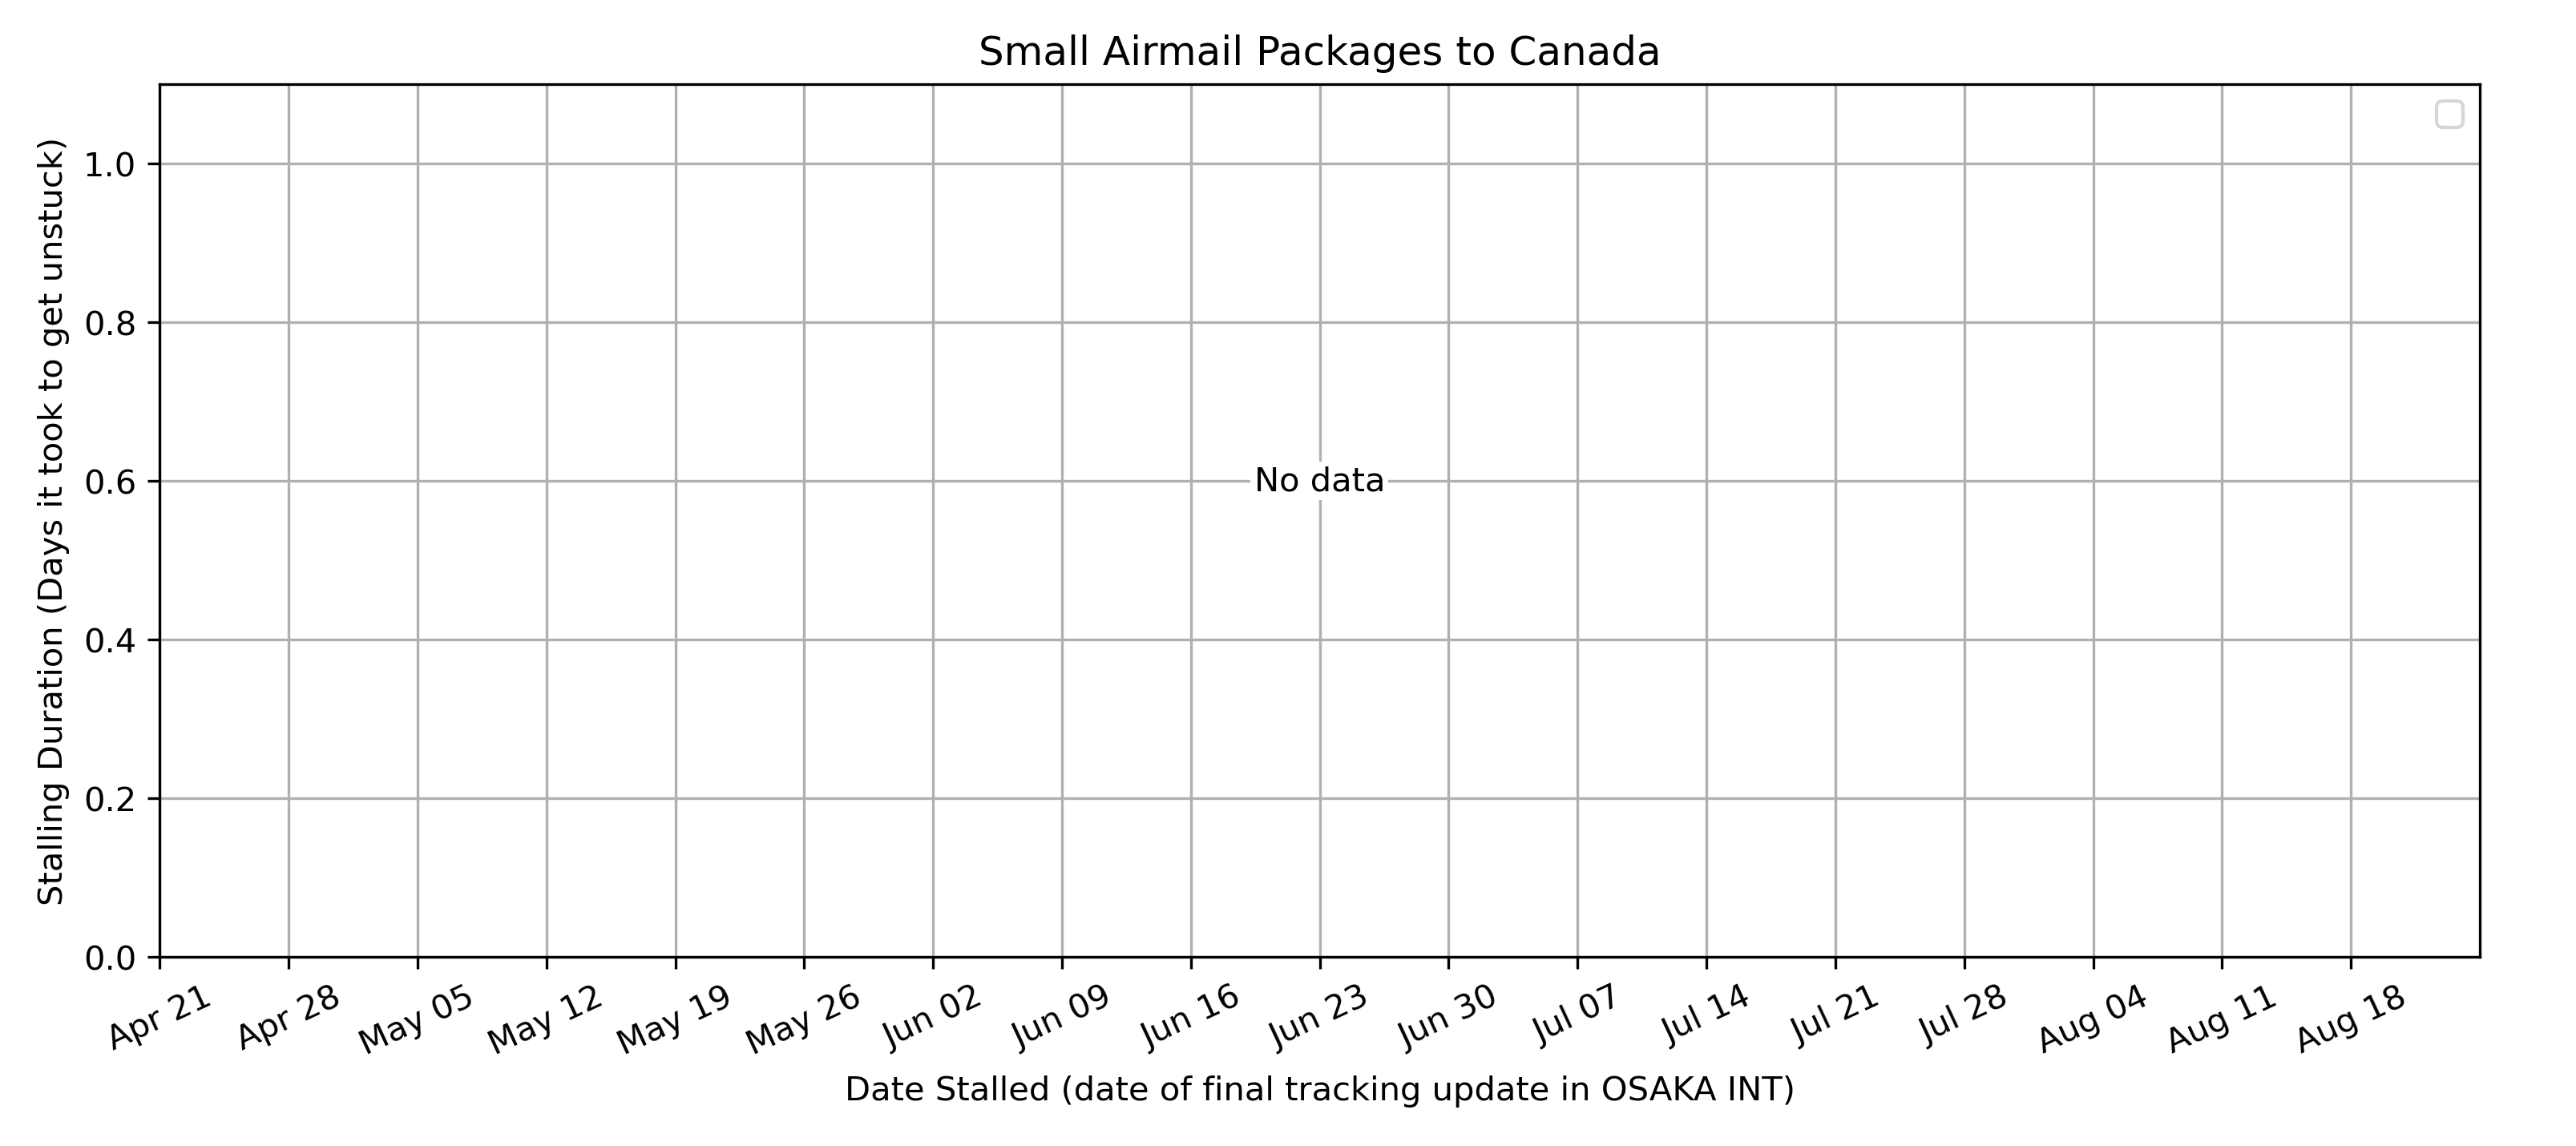 Small Airmail Packages to Canada
Stalling Duration (Days it took to get unstuck)
1.0
0.8
0.6
0.4
0.2
0.0
No data
Apr 21
Apr 28
May 05
May 12
May 19
May 26
Jun 02
Jun 09
Jun 16
Jun 23
Jun 30
Jul 07
Jul 14
Jul 21
Jul 28
Aug 04
Aug 11
Aug 18
Date Stalled (date of final tracking update in OSAKA INT)